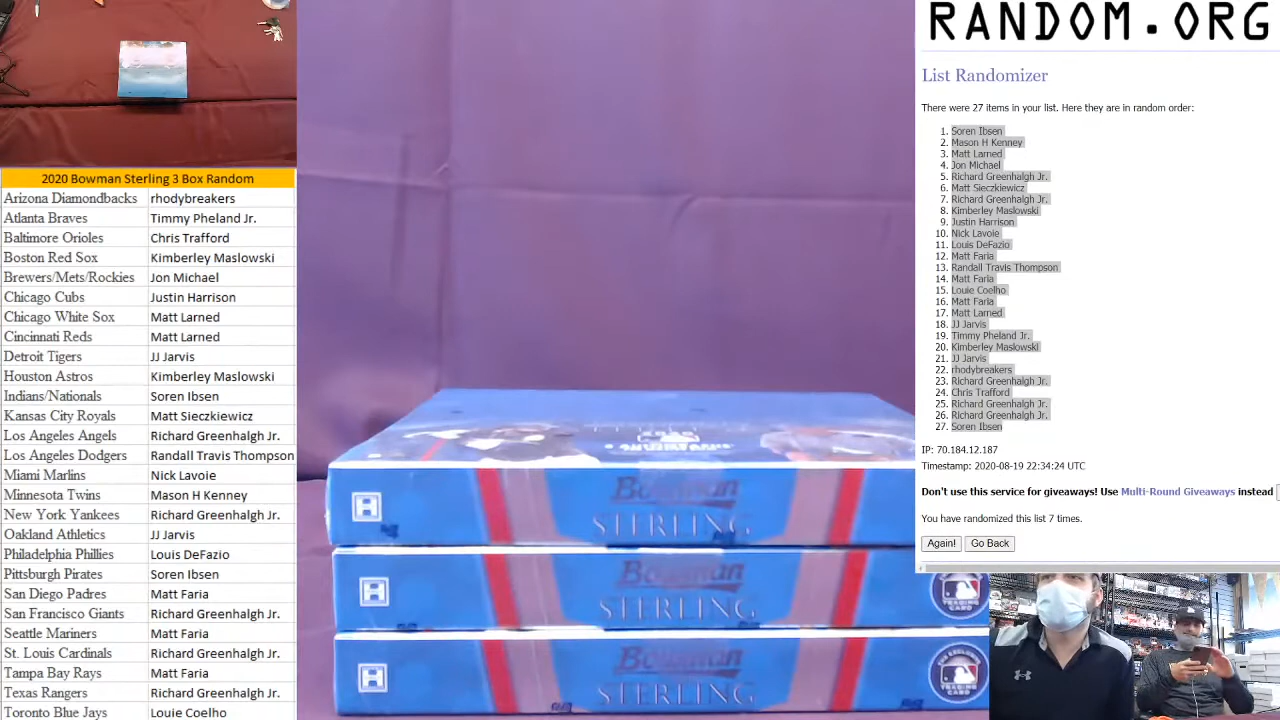 2020 Bowman Sterling 3 Box Random
Arizona Diamondbacks rhodybreakers
Atlanta Braves Timmy Pheland Jr.
Baltimore Orioles Chris Trafford
Boston Red Sox Kimberley Maslowski
Brewers/Mets/Rockies Jon Michael
Chicago Cubs Justin Harrison
Chicago White Sox Matt Larned
Cincinnati Reds Matt Larned
Detroit Tigers JJ Jarvis
Houston Astros Kimberley Maslowski
Indians/Nationals Soren Ibsen
Kansas City Royals Matt Sieczkiewicz
Los Angeles Angels Richard Greenhalgh Jr.
Los Angeles Dodgers Randall Travis Thompson
Miami Marlins Nick Lavoie
Minnesota Twins Mason H Kenney
New York Yankees Richard Greenhalgh Jr.
Oakland Athletics JJ Jarvis
Philadelphia Phillies Louis DeFazio
Pittsburgh Pirates Soren Ibsen
San Diego Padres Matt Faria
San Francisco Giants Richard Greenhalgh Jr.
Seattle Mariners Matt Faria
St. Louis Cardinals Richard Greenhalgh Jr.
Tampa Bay Rays Matt Faria
Texas Rangers Richard Greenhalgh Jr.
Toronto Blue Jays Louie Coelho
H
Bowman
STERLING
H
Bowman
STERLING
H
Bowman
STERLING
TRADING
CARD
TRADING
CARD
RANDOM.ORG
List Randomizer
There were 27 items in your list. Here they are in random order:
1. Soren Ibsen
2. Mason H Kenney
3. Matt Larned
4. Jon Michael
5. Richard Greenhalgh Jr.
6. Matt Sieczkiewicz
7. Richard Greenhalgh Jr.
8. Kimberley Maslowski
9. Justin Harrison
10. Nick Lavoie
11. Louis DeFazio
12. Matt Faria
13. Randall Travis Thompson
14. Matt Faria
15. Louie Coelho
16. Matt Faria
17. Matt Larned
18. JJ Jarvis
19. Timmy Pheland Jr.
20. Kimberley Maslowski
21. JJ Jarvis
22. rhodybreakers
23. Richard Greenhalgh Jr.
24. Chris Trafford
25. Richard Greenhalgh Jr.
26. Richard Greenhalgh Jr.
27. Soren Ibsen
IP: 70.184.12.187
Timestamp: 2020-08-19 22:34:24 UTC
Don't use this service for giveaways! Use Multi-Round Giveaways instead
You have randomized this list 7 times.
Again! Go Back